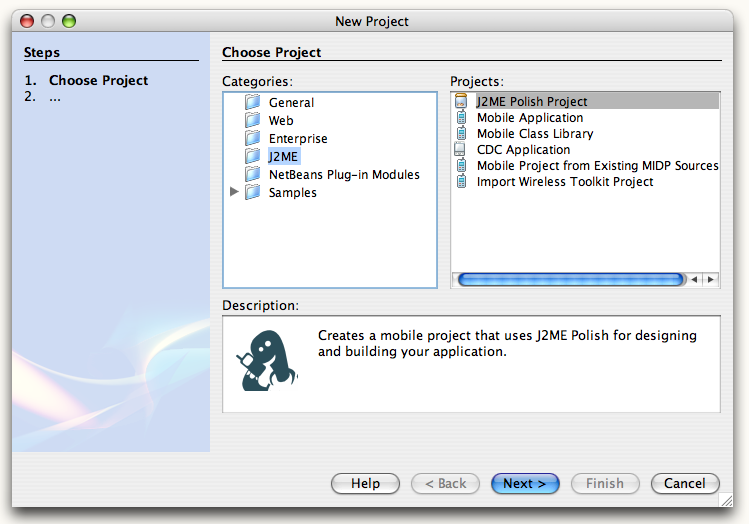 New Project
Steps
1. Choose Project
2. ...
Choose Project
Categories:
General
Web
Enterprise
J2ME
NetBeans Plug-in Modules
Samples
Projects:
J2ME Polish Project
Mobile Application
Mobile Class Library
CDC Application
Mobile Project from Existing MIDP Sources
Import Wireless Toolkit Project
Description:
Creates a mobile project that uses J2ME Polish for designing
and building your application.
Help
< Back
Next >
Finish
Cancel